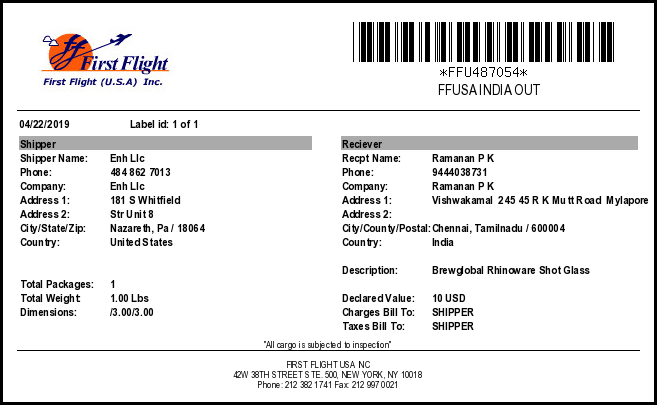 First Flight
First Flight (U.S.A) Inc.
*FFU487054*
FFUSA INDIA OUT
04/22/2019 Label id: 1 of 1
Shipper Reciever
Shipper Name: Enh Llc Recpt Name: Ramanan P K
Phone: 484 862 7013 Phone: 9444038731
Company: Enh Llc Company: Ramanan P K
Address 1: 181 S Whitfield Address 1: Vishwakamal 245 45 R K Mutt Road Mylapore
Address 2: Str Unit 8 Address 2:
City/State/Zip: Nazareth, Pa / 18064 City/County/Postal: Chennai, Tamilnadu / 600004
Country: United States Country: India
Description: Brewglobal Rhinoware Shot Glass
Total Packages: 1
Total Weight: 1.00 Lbs Declared Value: 10 USD
Dimensions: /3.00/3.00 Charges Bill To: SHIPPER
Taxes Bill To: SHIPPER
"All cargo is subjected to inspection"
FIRST FLIGHT USA INC
42W 38TH STREET STE. 500, NEW YORK, NY 10018
Phone: 212 382 1741 Fax: 212 997 0021